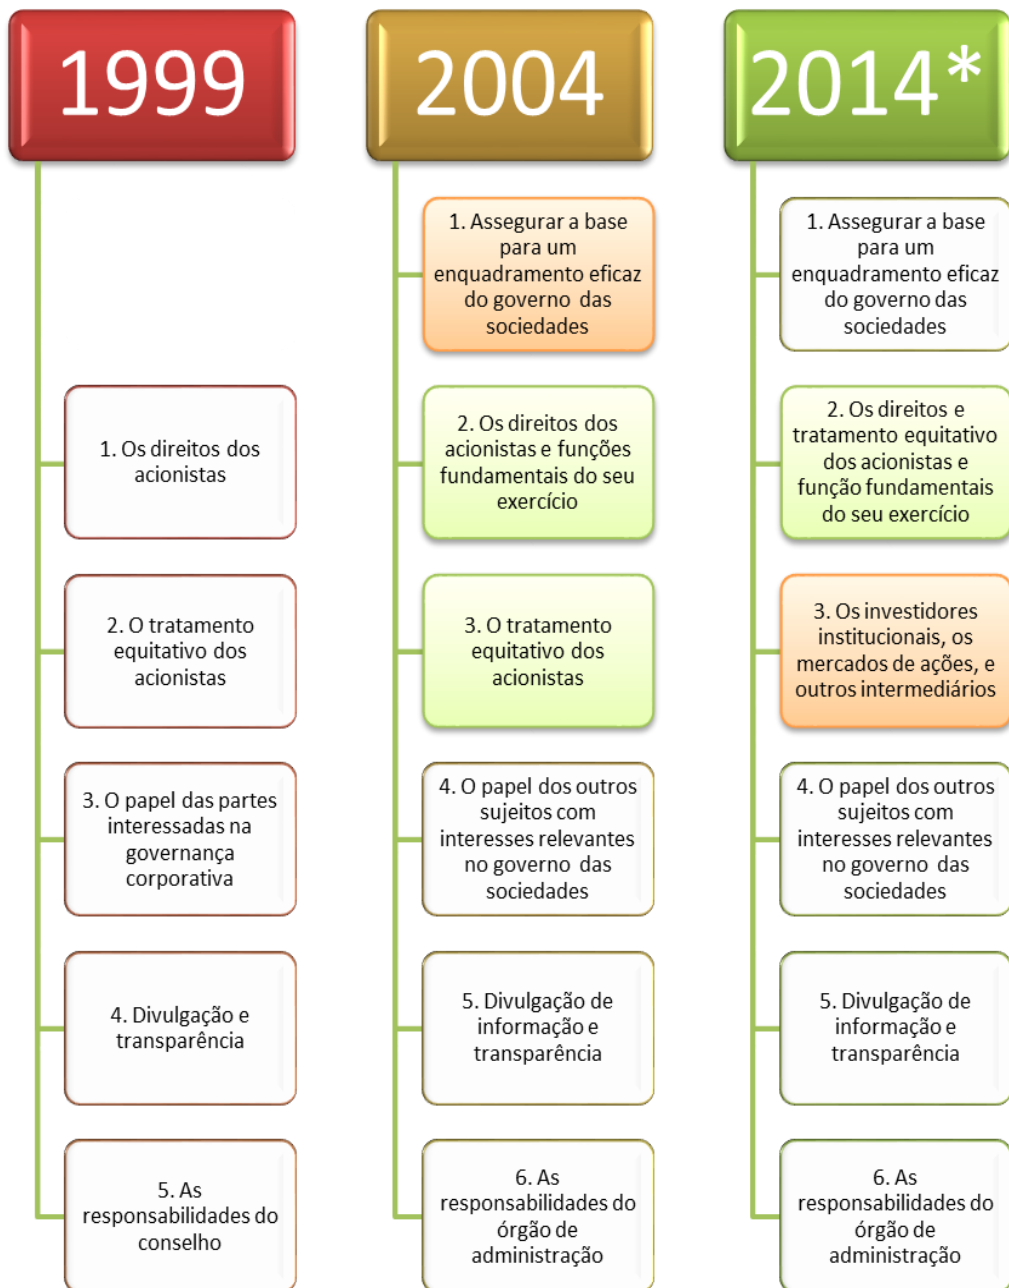 1999
1. Os direitos dos
acionistas
2. O tratamento
equitativo dos
acionistas
3. O papel das partes
interessadas na
governança
corporativa
4. Divulgação e
transparência
5. As
responsabilidades do
conselho
2004
1. Assegurar a base
para um
enquadramento eficaz
do governo das
sociedades
2. Os direitos dos
acionistas e funções
fundamentais do seu
exercício
3. O tratamento
equitativo dos
acionistas
4. O papel dos outros
sujeitos com
interesses relevantes
no governo das
sociedades
5. Divulgação de
informação e
transparência
6. As
responsabilidades do
órgão de
administração
2014*
1. Assegurar a base
para um
enquadramento eficaz
do governo das
sociedades
2. Os direitos e
tratamento equitativo
dos acionistas e
função fundamentais
do seu exercício
3. Os investidores
institucionais, os
mercados de ações, e
outros intermediários
4. O papel dos outros
sujeitos com
interesses relevantes
no governo das
sociedades
5. Divulgação de
informação e
transparência
6. As
responsabilidades do
órgão de
administração